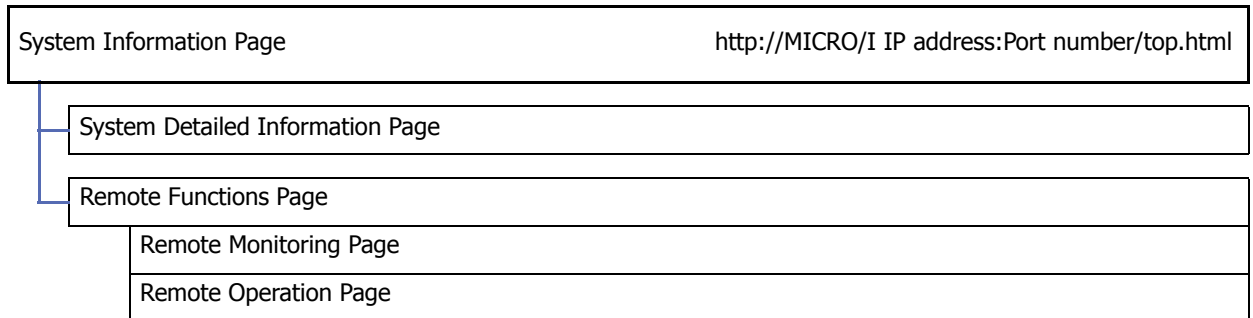 System Information Page http://MICRO/I IP address:Port number/top.html
System Detailed Information Page
Remote Functions Page
Remote Monitoring Page
Remote Operation Page